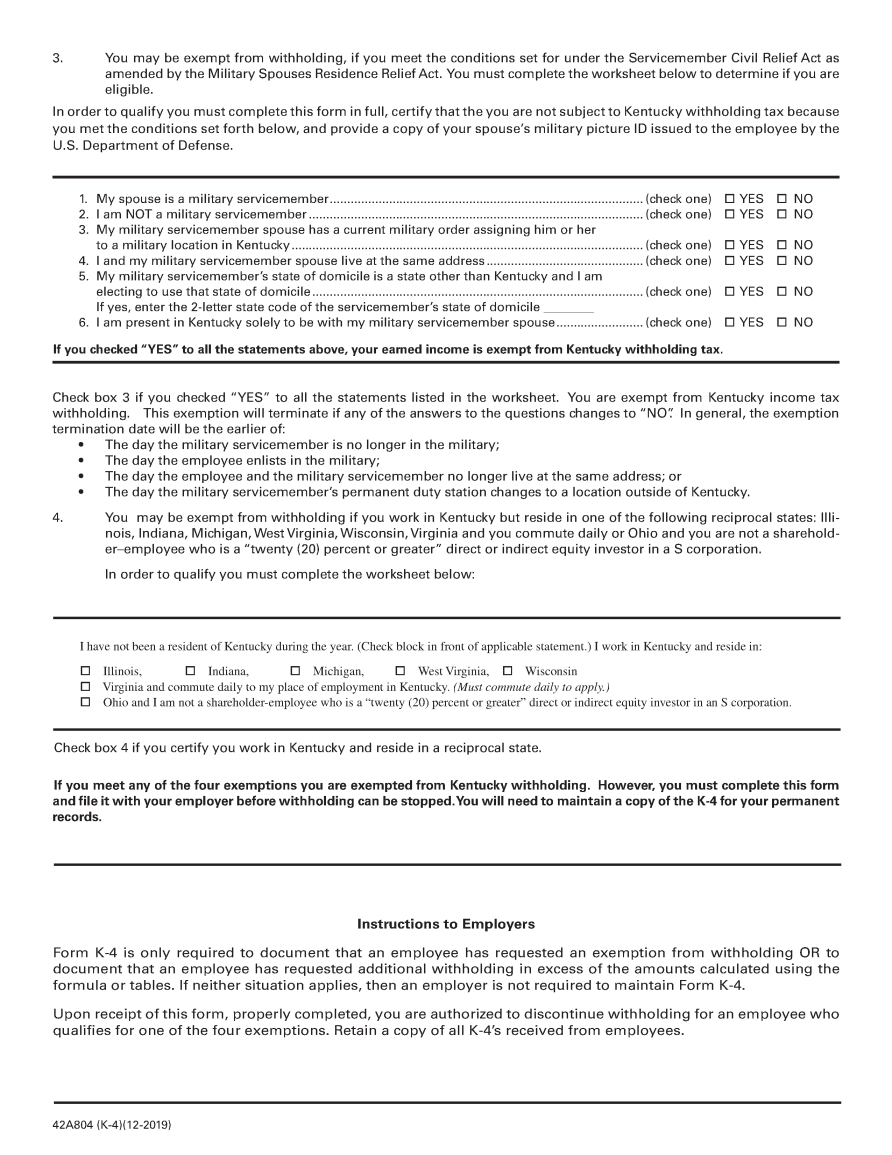 3. You may be exempt from withholding, if you meet the conditions set for under the Servicemember Civil Relief Act as
amended by the Military Spouses Residence Relief Act. You must complete the worksheet below to determine if you are
eligible.
In order to qualify you must complete this form in full, certify that the you are not subject to Kentucky withholding tax because
you met the conditions set forth below, and provide a copy of your spouse's military picture ID issued to the employee by the
U.S. Department of Defense.
1. My spouse is a military servicemember.......... (check one) ☐ YES ☐ NO
2. I am NOT a military servicemember.......... (check one) ☐ YES ☐ NO
3. My military servicemember spouse has a current military order assigning him or her
to a military location in Kentucky.......... (check one) ☐ YES ☐ NO
4. I and my military servicemember spouse live at the same address.......... (check one) ☐ YES ☐ NO
5. My military servicemember's state of domicile is a state other than Kentucky and I am
electing to use that state of domicile.......... (check one) ☐ YES ☐ NO
If yes, enter the 2-letter state code of the servicemember's state of domicile ________
6. I am present in Kentucky solely to be with my military servicemember spouse.......... (check one) ☐ YES ☐ NO
If you checked "YES" to all the statements above, your earned income is exempt from Kentucky withholding tax.
Check box 3 if you checked "YES" to all the statements listed in the worksheet. You are exempt from Kentucky income tax
withholding. This exemption will terminate if any of the answers to the questions changes to "NO". In general, the exemption
termination date will be the earlier of:
• The day the military servicemember is no longer in the military;
• The day the employee enlists in the military;
• The day the employee and the military servicemember no longer live at the same address; or
• The day the military servicemember's permanent duty station changes to a location outside of Kentucky.
4. You may be exempt from withholding if you work in Kentucky but reside in one of the following reciprocal states: Illi-
nois, Indiana, Michigan, West Virginia, Wisconsin, Virginia and you commute daily or Ohio and you are not a sharehold-
er–employee who is a "twenty (20) percent or greater" direct or indirect equity investor in a S corporation.
In order to qualify you must complete the worksheet below:
I have not been a resident of Kentucky during the year. (Check block in front of applicable statement.) I work in Kentucky and reside in:
☐ Illinois, ☐ Indiana, ☐ Michigan, ☐ West Virginia, ☐ Wisconsin
☐ Virginia and commute daily to my place of employment in Kentucky. (Must commute daily to apply.)
☐ Ohio and I am not a shareholder-employee who is a "twenty (20) percent or greater" direct or indirect equity investor in an S corporation.
Check box 4 if you certify you work in Kentucky and reside in a reciprocal state.
If you meet any of the four exemptions you are exempted from Kentucky withholding. However, you must complete this form
and file it with your employer before withholding can be stopped. You will need to maintain a copy of the K-4 for your permanent
records.
Instructions to Employers
Form K-4 is only required to document that an employee has requested an exemption from withholding OR to
document that an employee has requested additional withholding in excess of the amounts calculated using the
formula or tables. If neither situation applies, then an employer is not required to maintain Form K-4.
Upon receipt of this form, properly completed, you are authorized to discontinue withholding for an employee who
qualifies for one of the four exemptions. Retain a copy of all K-4's received from employees.
42A804 (K-4)(12-2019)